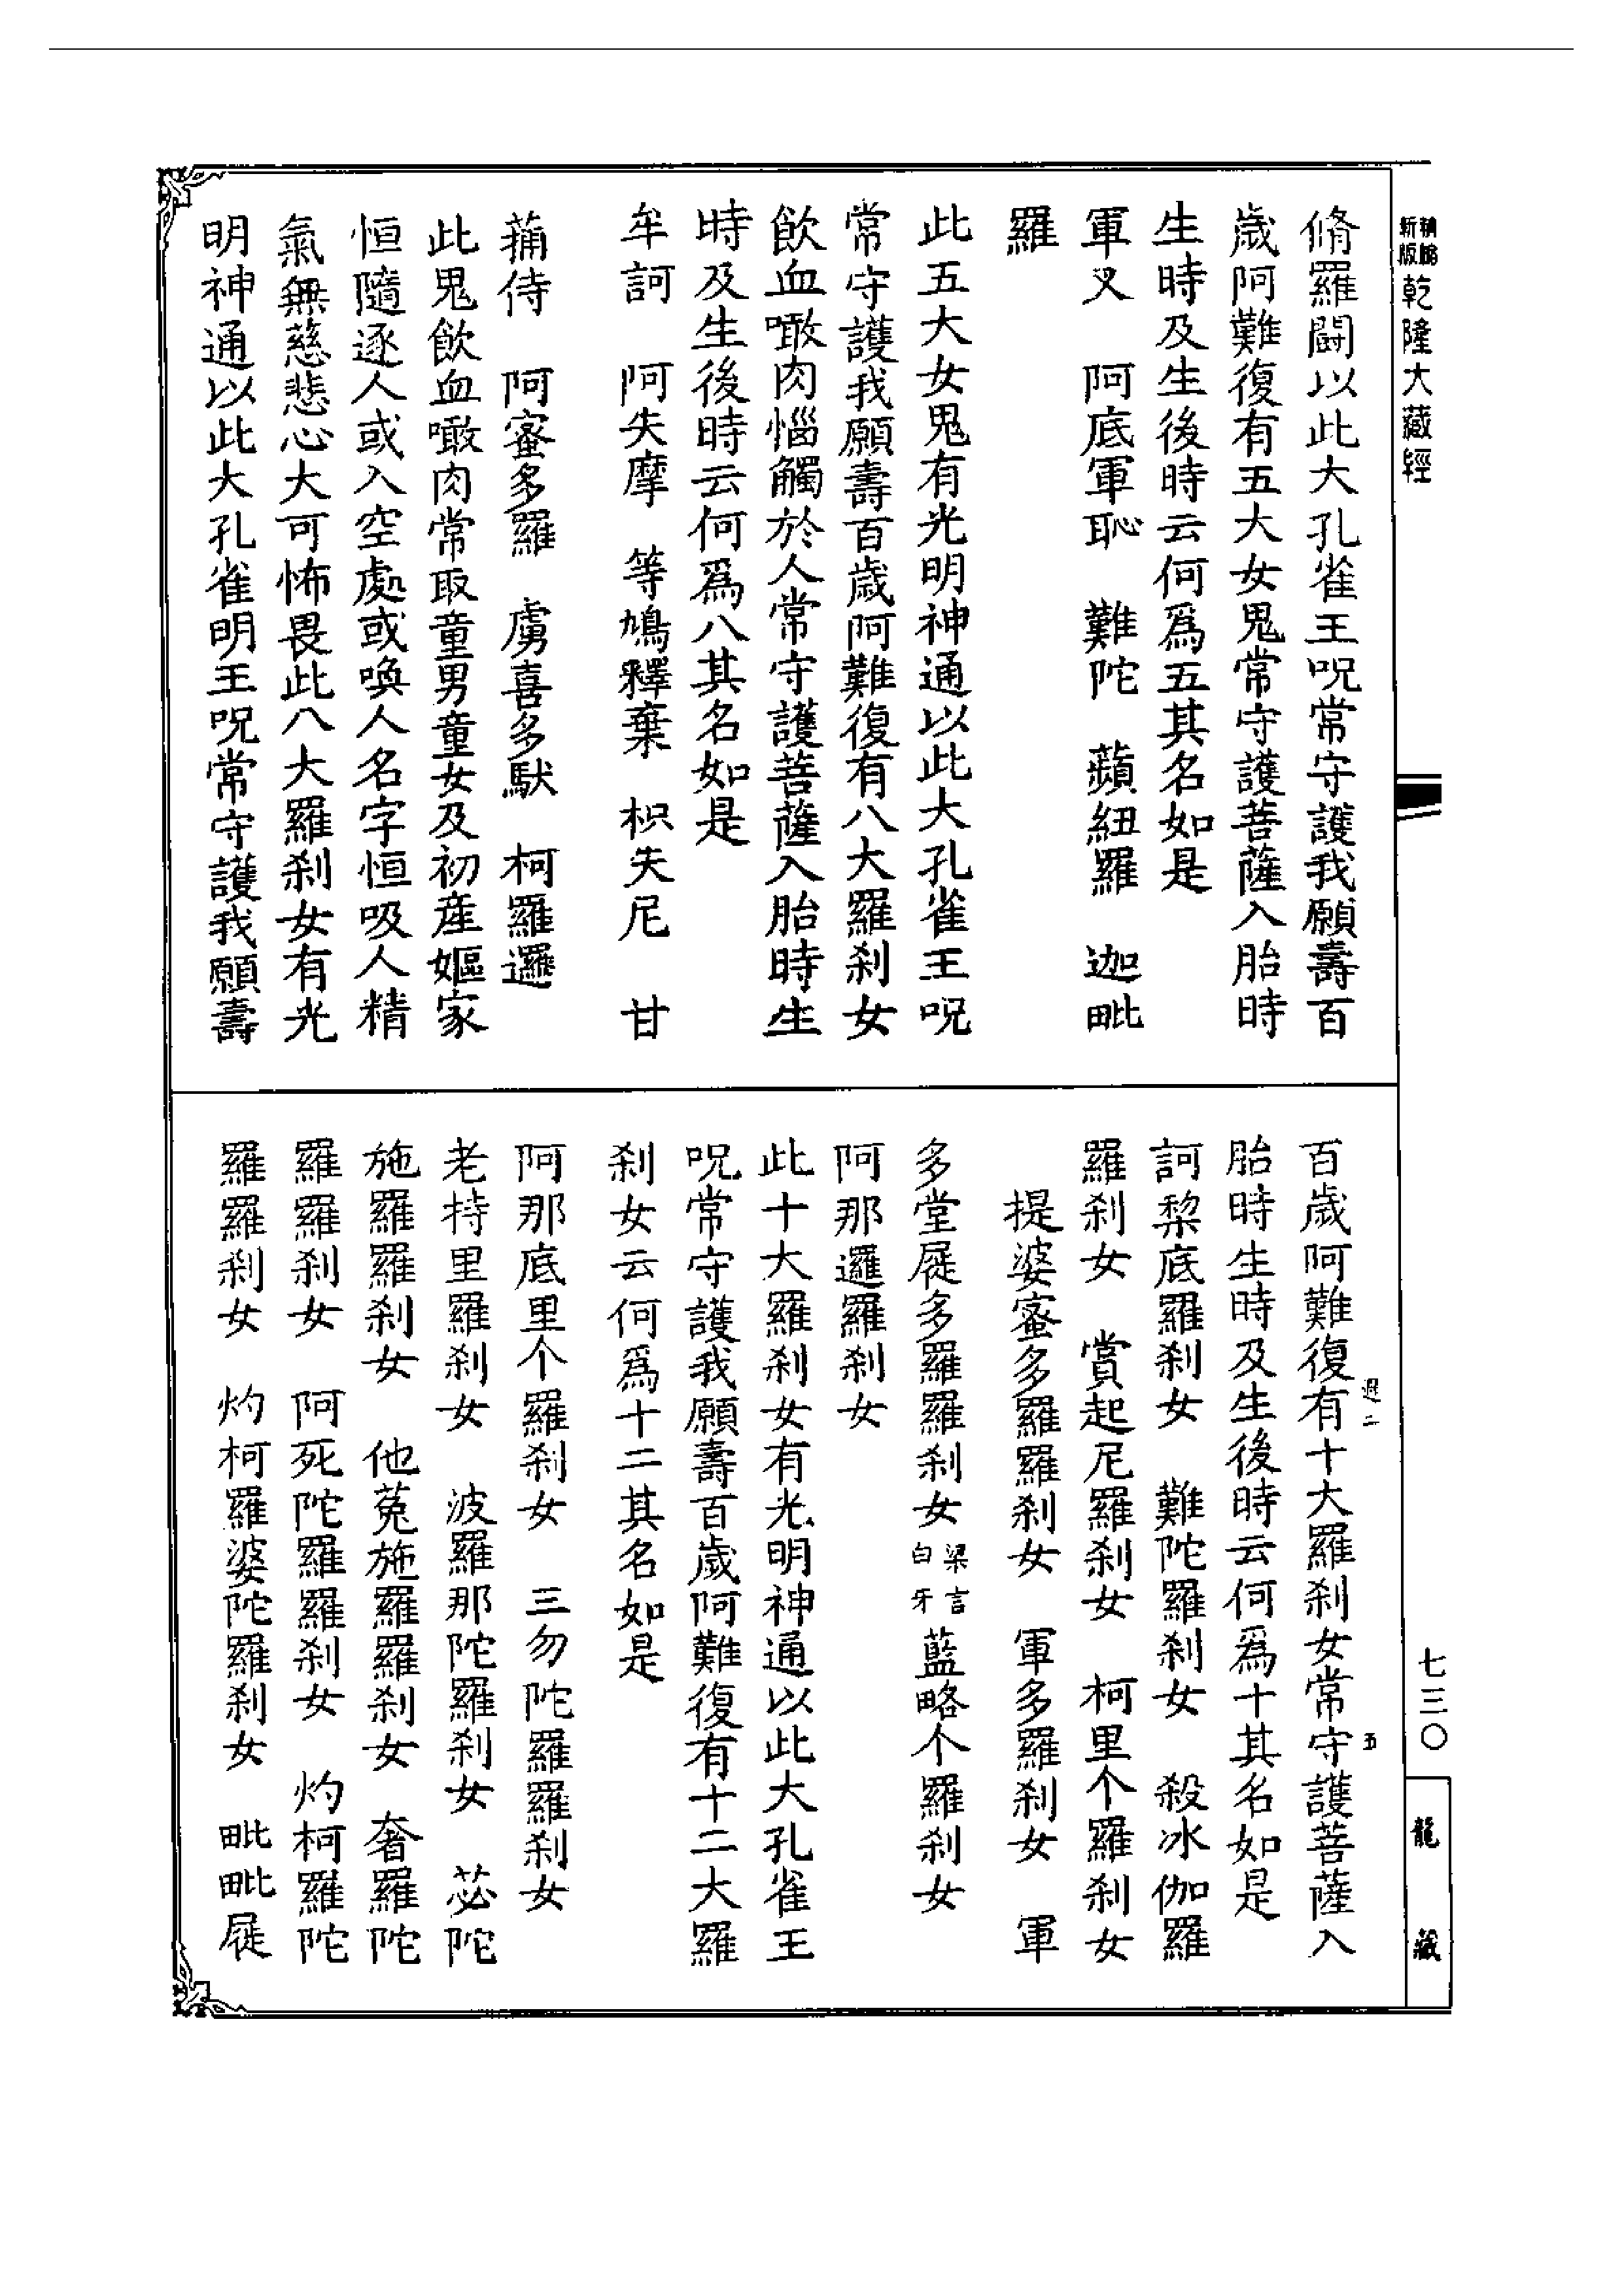 新版
精編
乾隆大藏經
脩羅鬪以此大孔雀王呪常守護我願壽百
歲阿難復有五大女鬼常守護菩薩入胎時
生時及生後時云何爲五其名如是
軍叉　阿底軍恥　難陀　蘋紐羅　迦毗
羅
此五大女鬼有光明神通以此大孔雀王呪
常守護我願壽百歲阿難復有八大羅刹女
飲血噉肉惱觸於人常守護菩薩入胎時生
時及生後時云何爲八其名如是
牟訶　阿失摩　等鳩釋棄　枳失尼　甘
蒱侍　阿蜜多羅　虜喜多馱　柯羅邏
此鬼飲血噉肉常取童男童女及初産嫗家
恒隨逐人或入空處或喚人名字恒吸人精
氣無慈悲心大可怖畏此八大羅刹女有光
明神通以此大孔雀明王呪常守護我願壽
百歲阿難復有十大羅刹女常守護菩薩入
胎時生時及生後時云何爲十其名如是
訶棃底羅刹女　難陀羅刹女　殺冰伽羅
羅刹女　賞起尼羅刹女　柯里个羅刹女
提婆蜜多羅羅刹女　軍多羅刹女　軍
多堂屣多羅羅刹女梁言白牙藍略个羅刹女
阿那邏羅刹女
此十大羅刹女有光明神通以此大孔雀王
呪常守護我願壽百歲阿難復有十二大羅
刹女云何爲十二其名如是
阿那底里个羅刹女　三勿陀羅羅刹女
老持里羅刹女　波羅那陀羅刹女　苾陀
施羅羅刹女　他菟施羅羅刹女　奢羅陀
羅羅刹女　阿死陀羅羅刹女　灼柯羅陀
羅羅刹女　灼柯羅婆陀羅刹女　毗毗屣
二
五
七三〇
龍藏